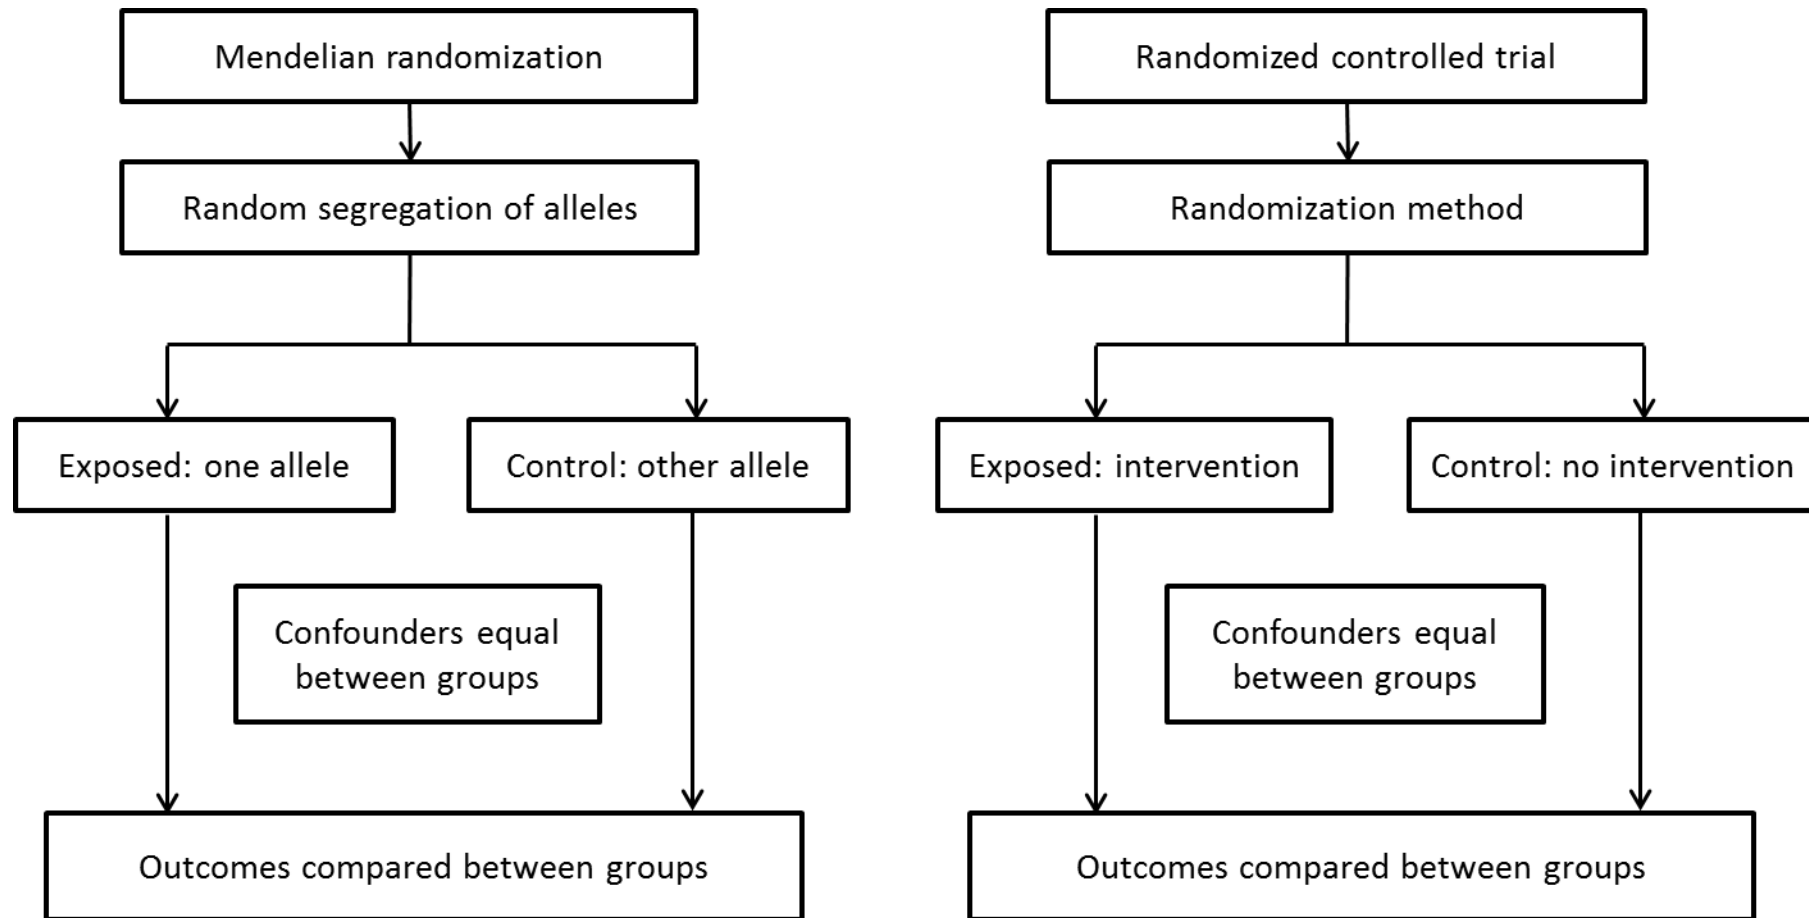 Mendelian randomization
Random segregation of alleles
Exposed: one allele
Control: other allele
Confounders equal
between groups
Outcomes compared between groups
Randomized controlled trial
Randomization method
Exposed: intervention
Control: no intervention
Confounders equal
between groups
Outcomes compared between groups